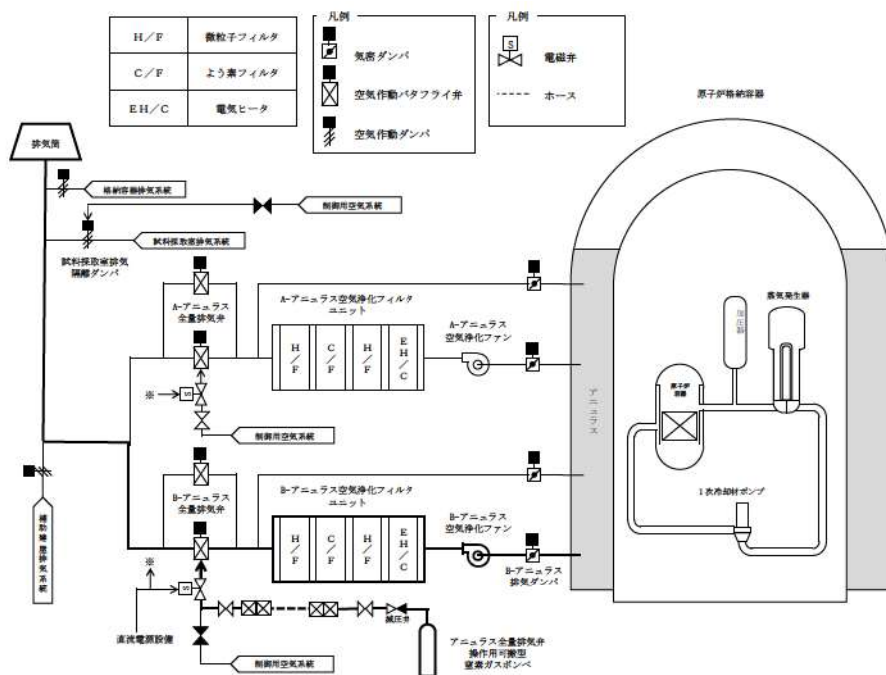 H/F 微粒子フィルタ
C/F よう素フィルタ
EH/C 電気ヒータ
凡例
気密ダンパ
空気作動バタフライ弁
空気作動ダンパ
凡例
S
電磁弁
ホース
原子炉格納容器
排気筒
格納容器排気系統
制御用空気系統
試料採取室排気系統
試料採取室排気
隔離ダンパ
A-アニュラス
全量排気弁
A-アニュラス空気浄化フィルタ
ユニット
H/F
C/F
H/F
EH/C
A-アニュラス
空気浄化ファン
※
制御用空気系統
アニュラス
蒸気発生器
加圧器
原子炉
容器
1次冷却材ポンプ
B-アニュラス
全量排気弁
B-アニュラス空気浄化フィルタ
ユニット
H/F
C/F
H/F
EH/C
B-アニュラス
空気浄化ファン
B-アニュラス
排気ダンパ
補助建屋排気系統
※
直流電源設備
減圧弁
制御用空気系統
アニュラス全量排気弁
操作用可搬型
窒素ガスボンベ